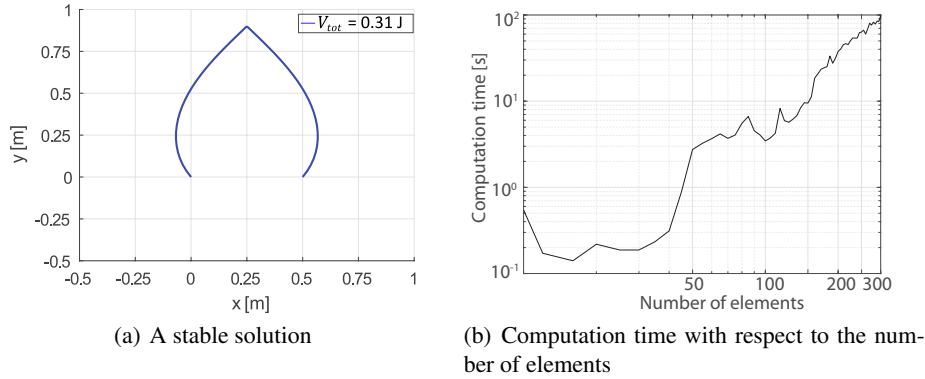 1
0.75
0.5
0.25
0
-0.25
-0.5
y [m]
V_tot = 0.31 J
-0.5 -0.25 0 0.25 0.5 0.75 1
x [m]
(a) A stable solution
10^2
10^1
10^0
10^-1
Computation time [s]
50 100 200 300
Number of elements
(b) Computation time with respect to the num-
ber of elements